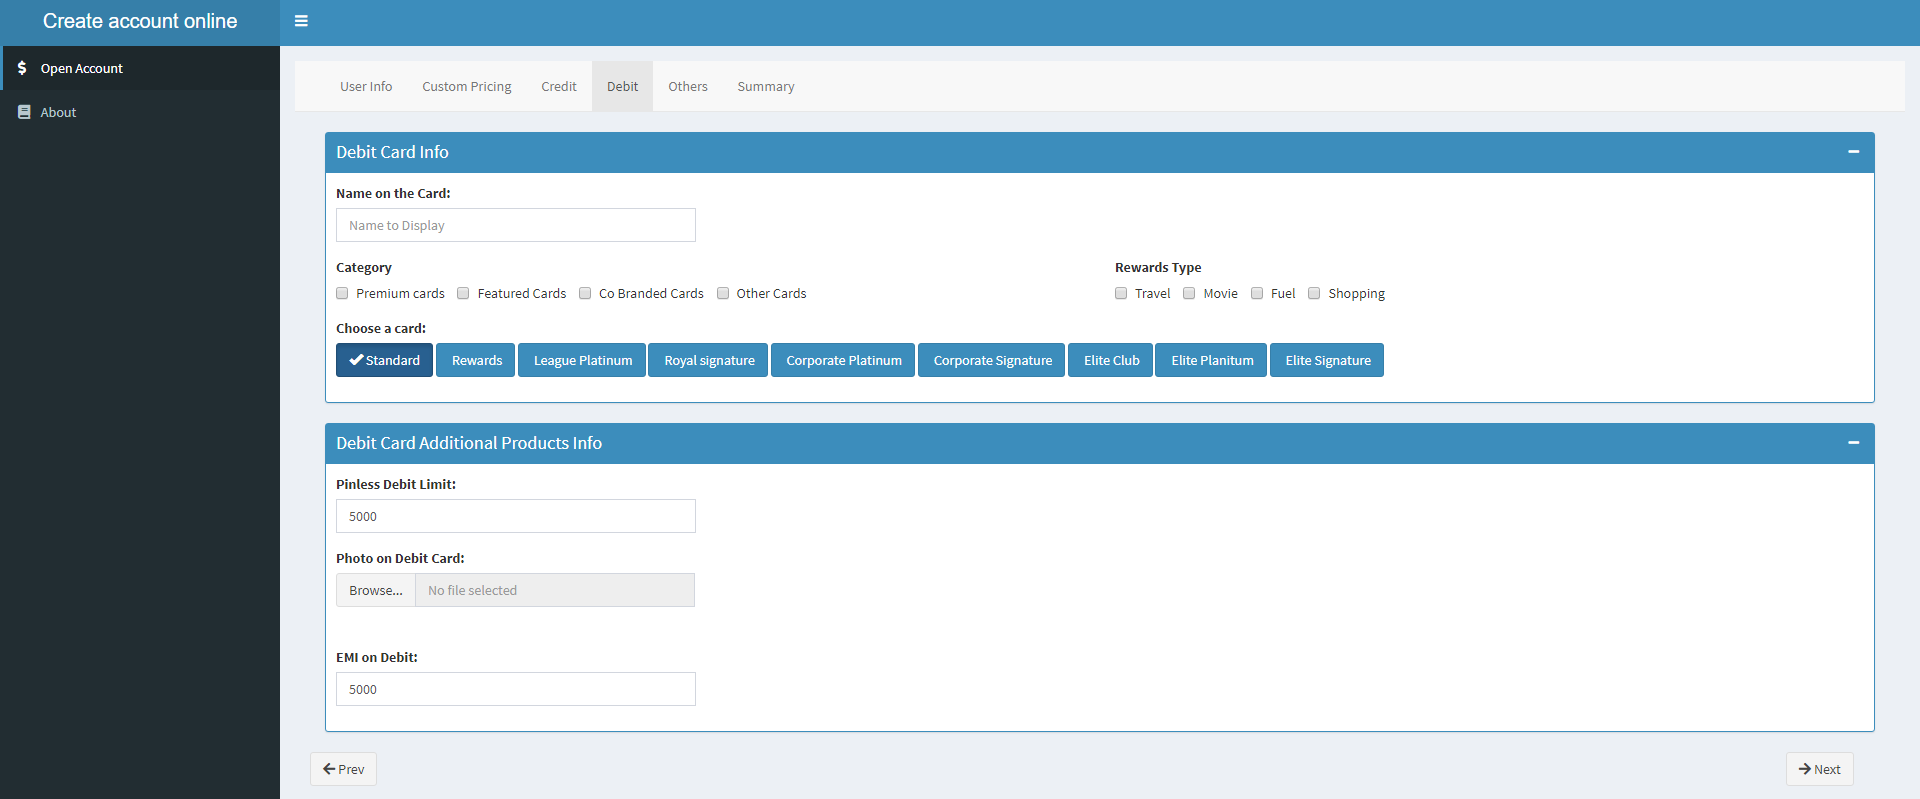 Create account online
Open Account
About
User Info Custom Pricing Credit Debit Others Summary
Debit Card Info
Name on the Card:
Name to Display
Category Rewards Type
Premium cards Featured Cards Co Branded Cards Other Cards Travel Movie Fuel Shopping
Choose a card:
Standard Rewards League Platinum Royal signature Corporate Platinum Corporate Signature Elite Club Elite Planitum Elite Signature
Debit Card Additional Products Info
Pinless Debit Limit:
5000
Photo on Debit Card:
Browse... No file selected
EMI on Debit:
5000
Prev Next